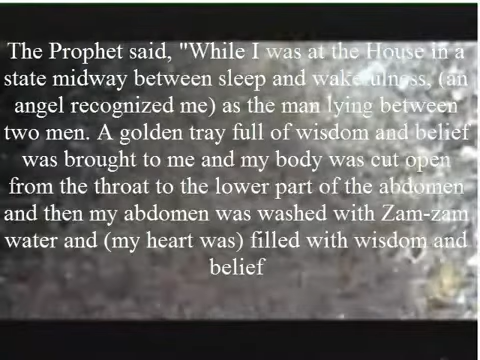 The Prophet said, "While I was at the House in a
state midway between sleep and wakefulness, (an
angel recognized me) as the man lying between
two men. A golden tray full of wisdom and belief
was brought to me and my body was cut open
from the throat to the lower part of the abdomen
and then my abdomen was washed with Zam-zam
water and (my heart was) filled with wisdom and
belief